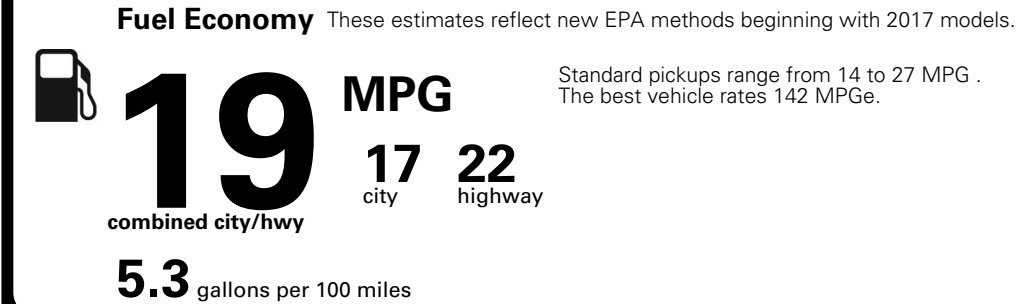 Fuel Economy These estimates reflect new EPA methods beginning with 2017 models.
19 MPG
Standard pickups range from 14 to 27 MPG .
The best vehicle rates 142 MPGe.
17 22
city highway
combined city/hwy
5.3 gallons per 100 miles